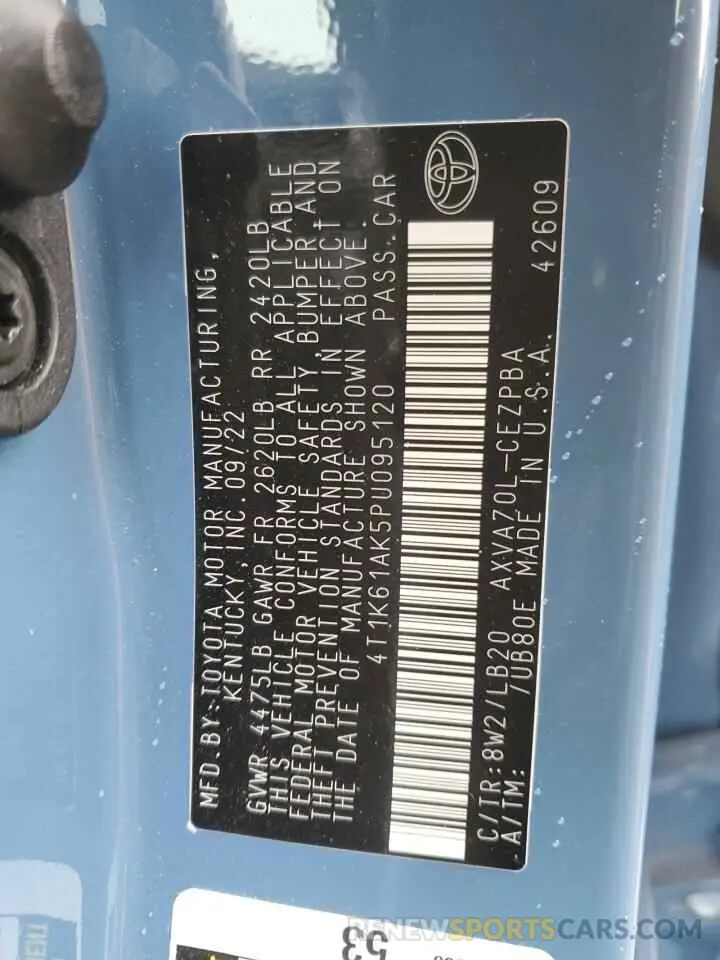 MFD.BY:TOYOTA MOTOR MANUFACTURING,
KENTUCKY,INC.09/22
GVWR 4475LB GAWR FR 2620LB RR 2420LB
THIS VEHICLE CONFORMS TO ALL APPLICABLE
FEDERAL MOTOR VEHICLE SAFETY, BUMPER, AND
THEFT PREVENTION STANDARDS IN EFFECT ON
THE DATE OF MANUFACTURE SHOWN ABOVE.
4T1K61AK5PU095120 PASS.CAR
C/TR:8W2/LB20 AXVA70L-CEZPBA 42609
A/TM: 7UB80E MADE IN U.S.A.
53
RENEWSPORTSCARS.COM